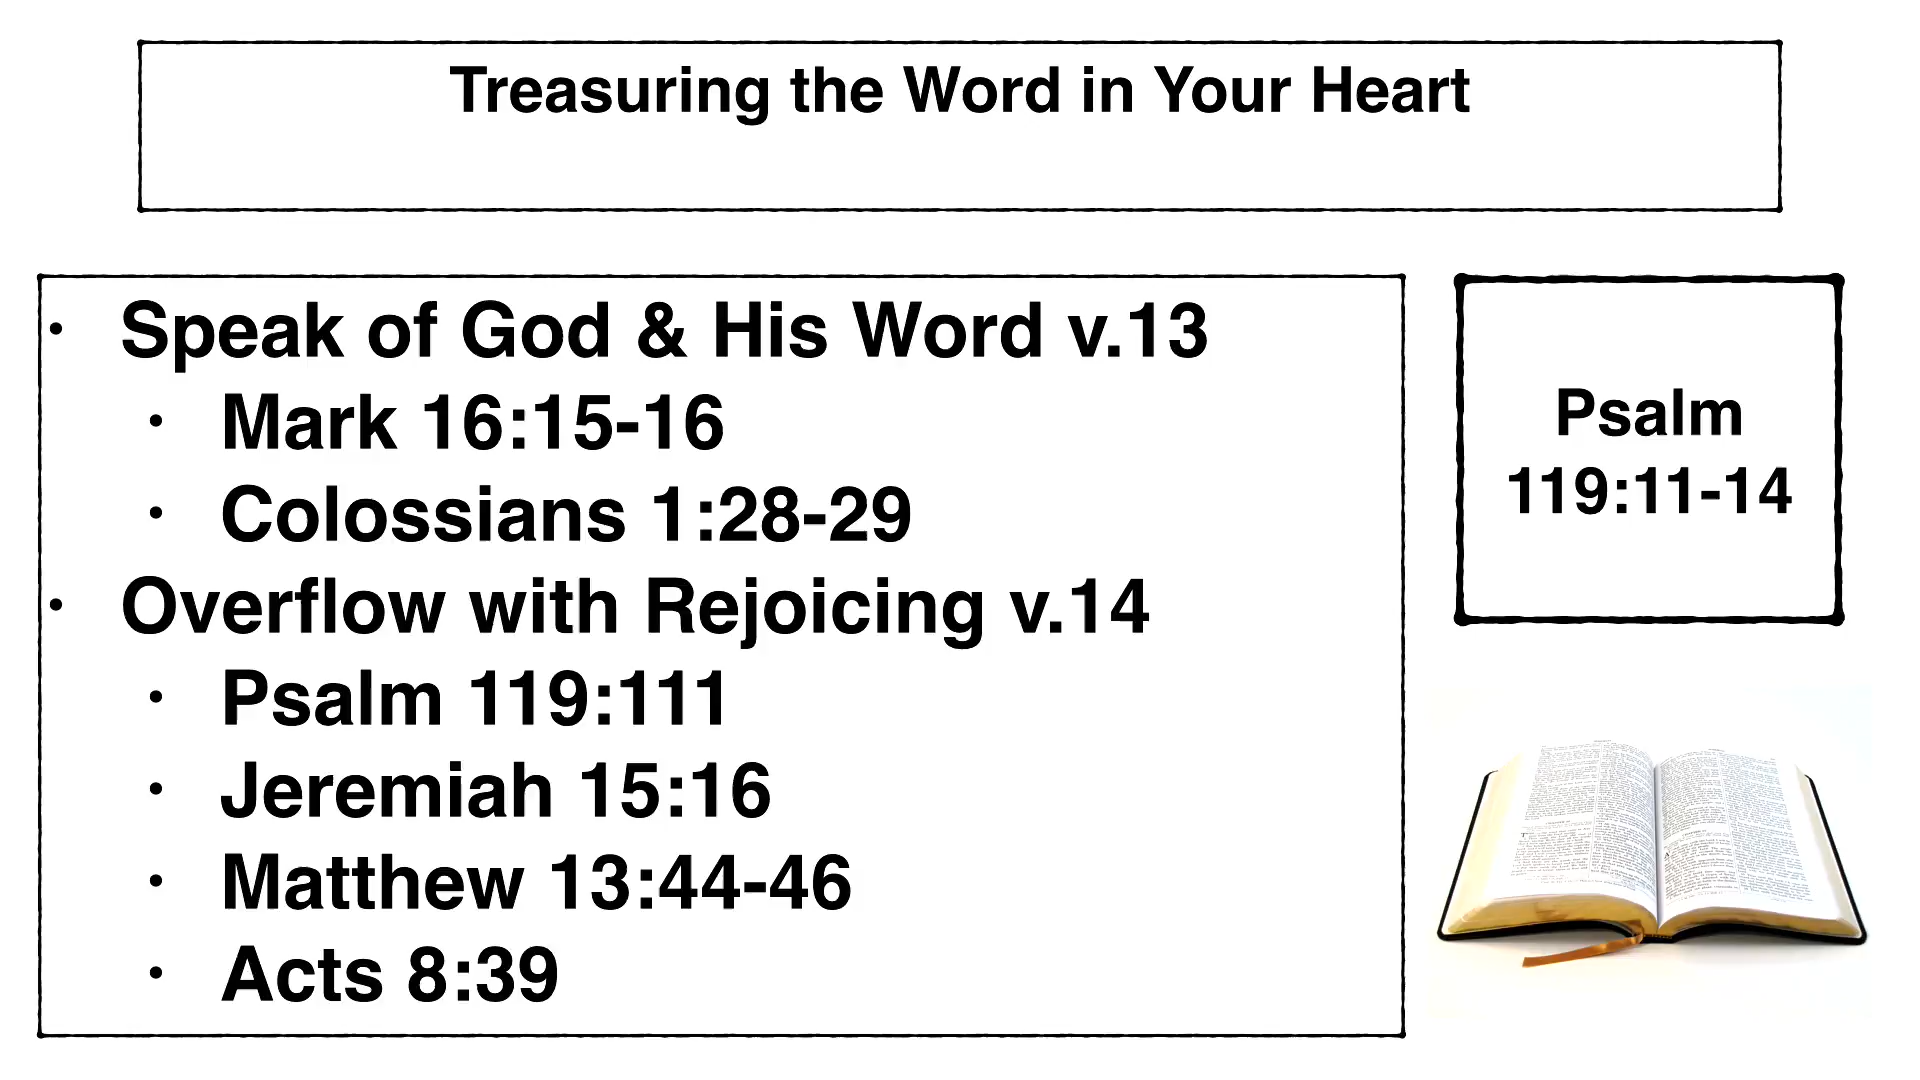 Treasuring the Word in Your Heart
• Speak of God & His Word v.13
• Mark 16:15-16
• Colossians 1:28-29
• Overflow with Rejoicing v.14
• Psalm 119:111
• Jeremiah 15:16
• Matthew 13:44-46
• Acts 8:39
Psalm
119:11-14